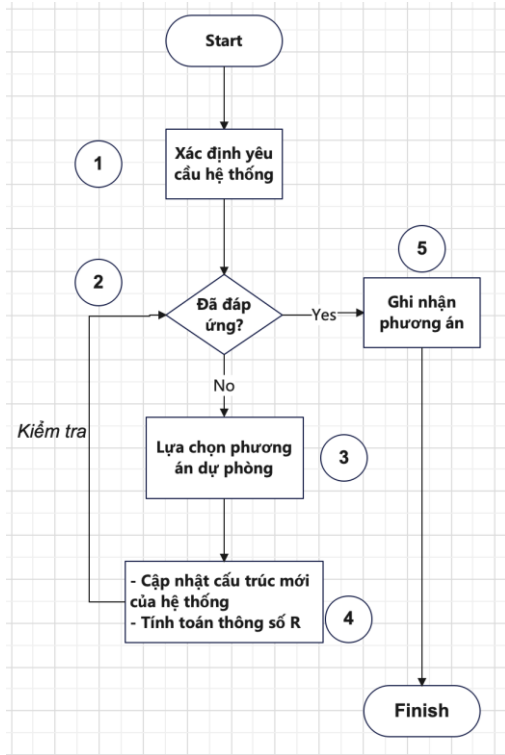 Start
1
Xác định yêu
cầu hệ thống
2
Đã đáp
ứng?
Yes
5
Ghi nhận
phương án
No
Kiểm tra
Lựa chọn phương
án dự phòng
3
- Cập nhật cấu trúc mới
của hệ thống
- Tính toán thông số R
4
Finish